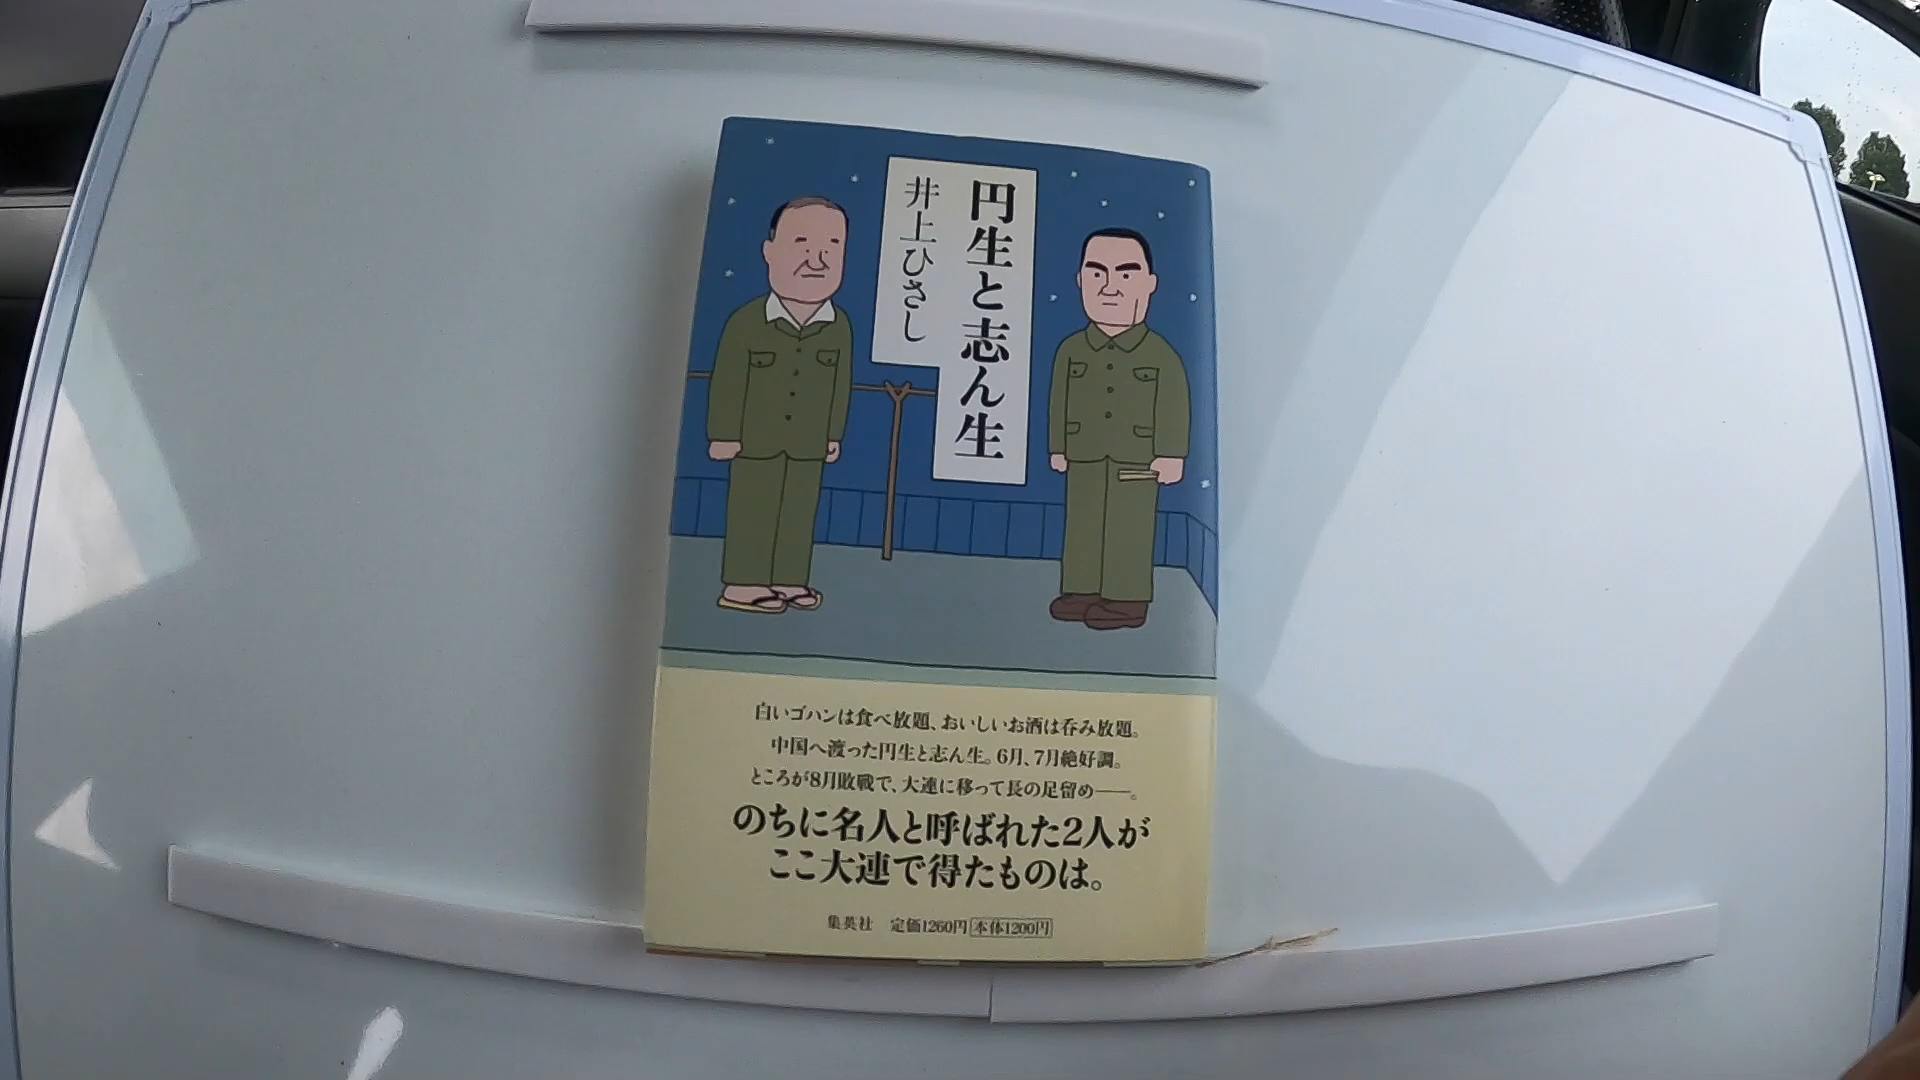 円生と志ん生
井上ひさし
白いゴハンは食べ放題、おいしいお酒は呑み放題。
中国へ渡った円生と志ん生。6月、7月絶好調。
ところが8月敗戦で、大連に移って長の足留め——。
のちに名人と呼ばれた2人が
ここ大連で得たものは。
集英社 定価1260円 本体1200円